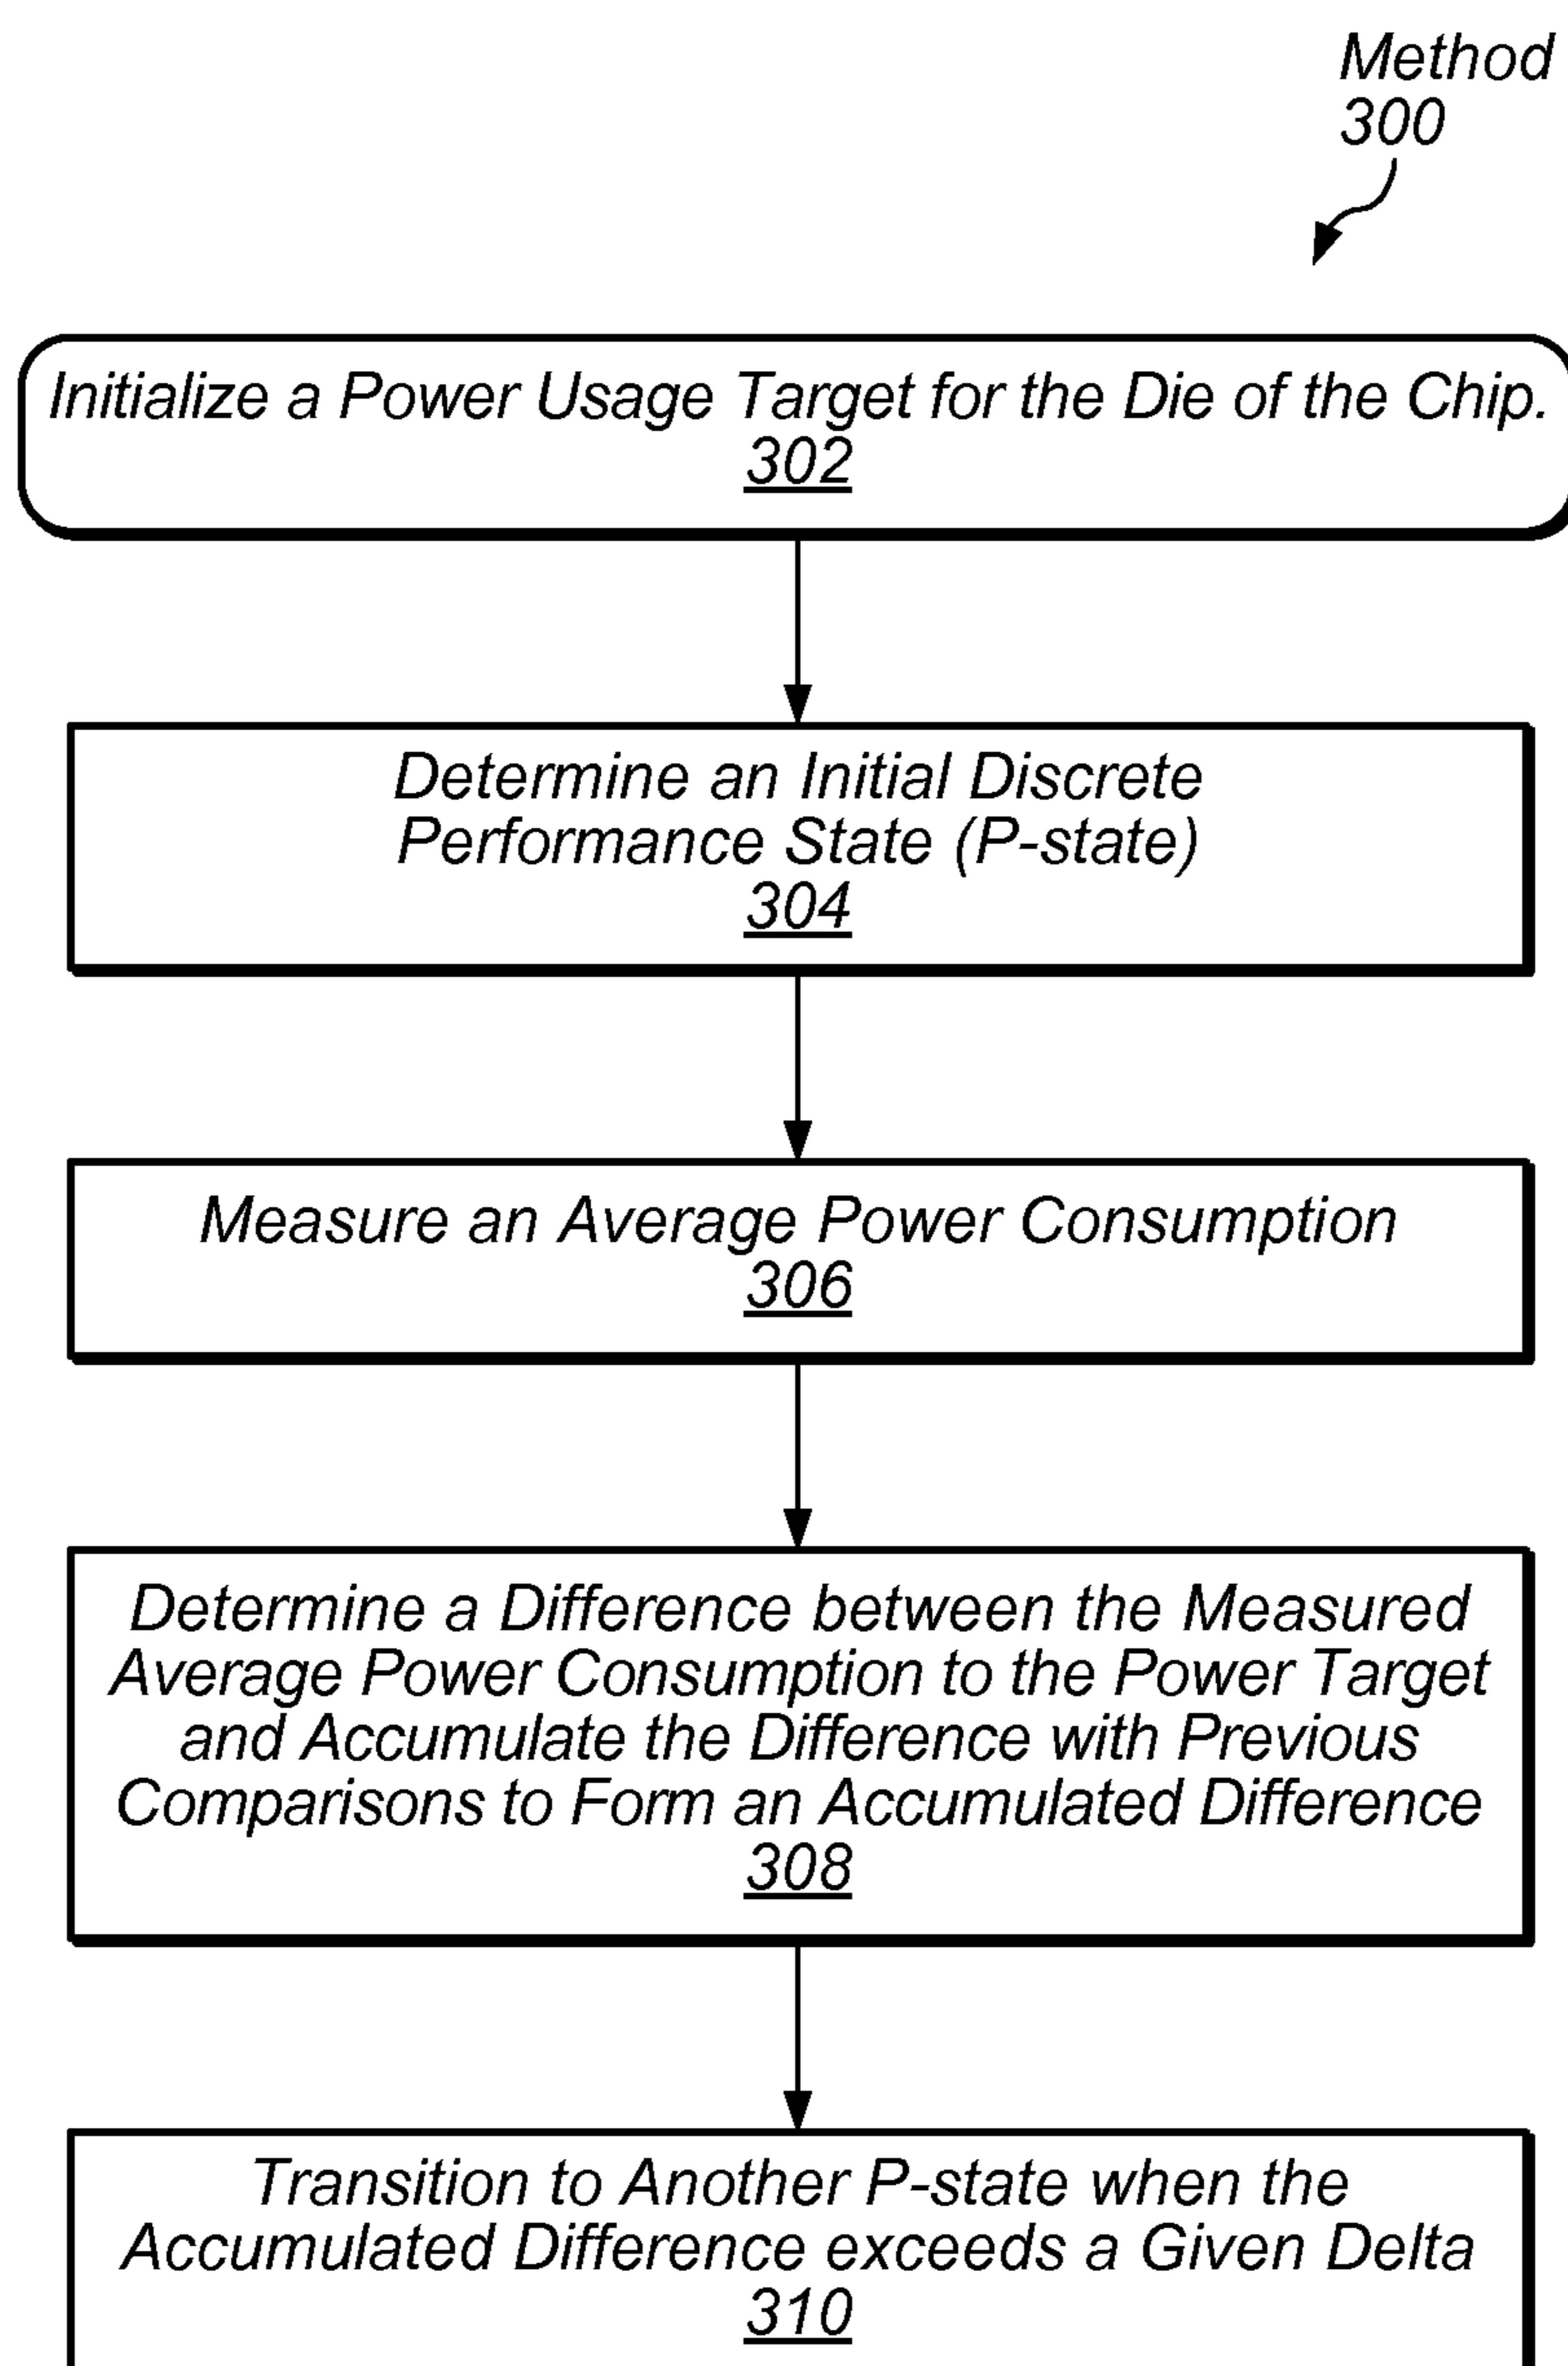 Method
300
Initialize a Power Usage Target for the Die of the Chip.
302
Determine an Initial Discrete
Performance State (P-state)
304
Measure an Average Power Consumption
306
Determine a Difference between the Measured
Average Power Consumption to the Power Target
and Accumulate the Difference with Previous
Comparisons to Form an Accumulated Difference
308
Transition to Another P-state when the
Accumulated Difference exceeds a Given Delta
310